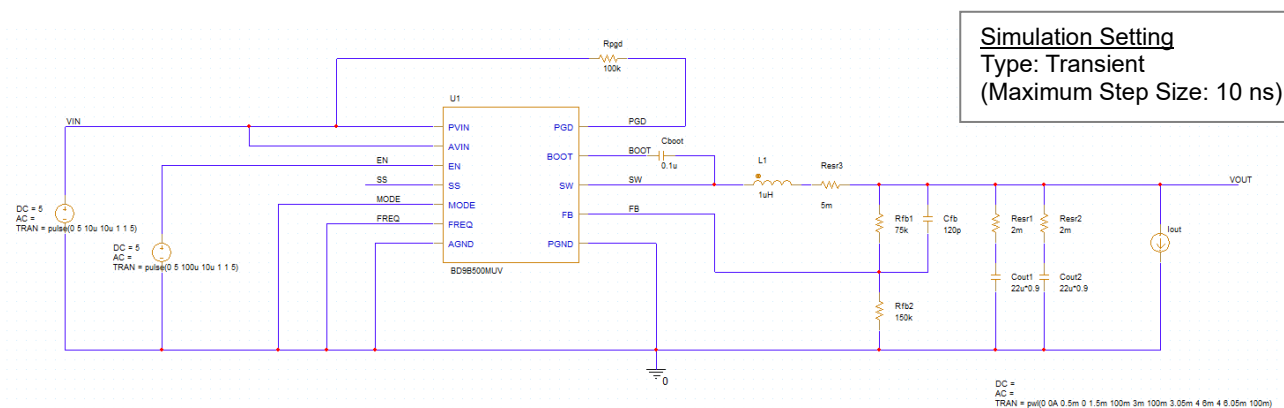 Simulation Setting
Type: Transient
(Maximum Step Size: 10 ns)
Rpgd
100k
U1
VIN
PVIN
PGD
PGD
AVIN
BOOT
BOOT
Cboot
0.1u
EN
EN
SS
SS
SW
SW
L1
1uH
Resr3
5m
VOUT
MODE
MODE
FREQ
FREQ
FB
FB
AGND
PGND
BD9B500MUV
DC = 5
AC =
TRAN = pulse(0 5 10u 10u 1 1 5)
DC = 5
AC =
TRAN = pulse(0 5 100u 10u 1 1 5)
Rfb1
75k
Cfb
120p
Resr1
2m
Resr2
2m
Iout
Cout1
22u*0.9
Cout2
22u*0.9
Rfb2
150k
0
DC =
AC =
TRAN = pwl(0 0A 0.5m 0 1.5m 100m 3m 100m 3.05m 4 6m 4 6.05m 100m)